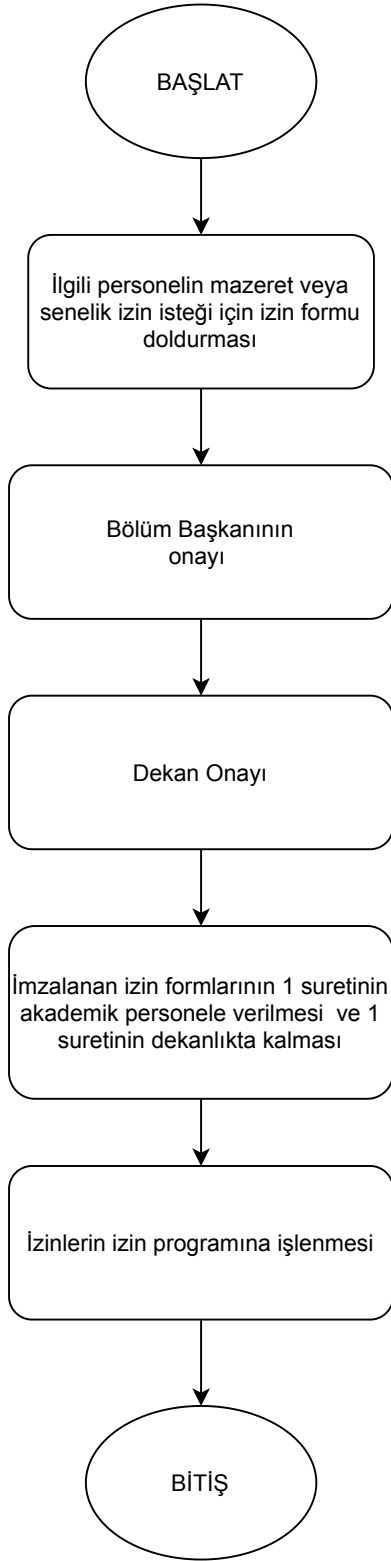 BAŞLAT
İlgili personelin mazeret veya
senelik izin isteği için izin formu
doldurması
Bölüm Başkanının
onayı
Dekan Onayı
İmzalanan izin formlarının 1 suretinin
akademik personele verilmesi ve 1
suretinin dekanlıkta kalması
İzinlerin izin programına işlenmesi
BİTİŞ